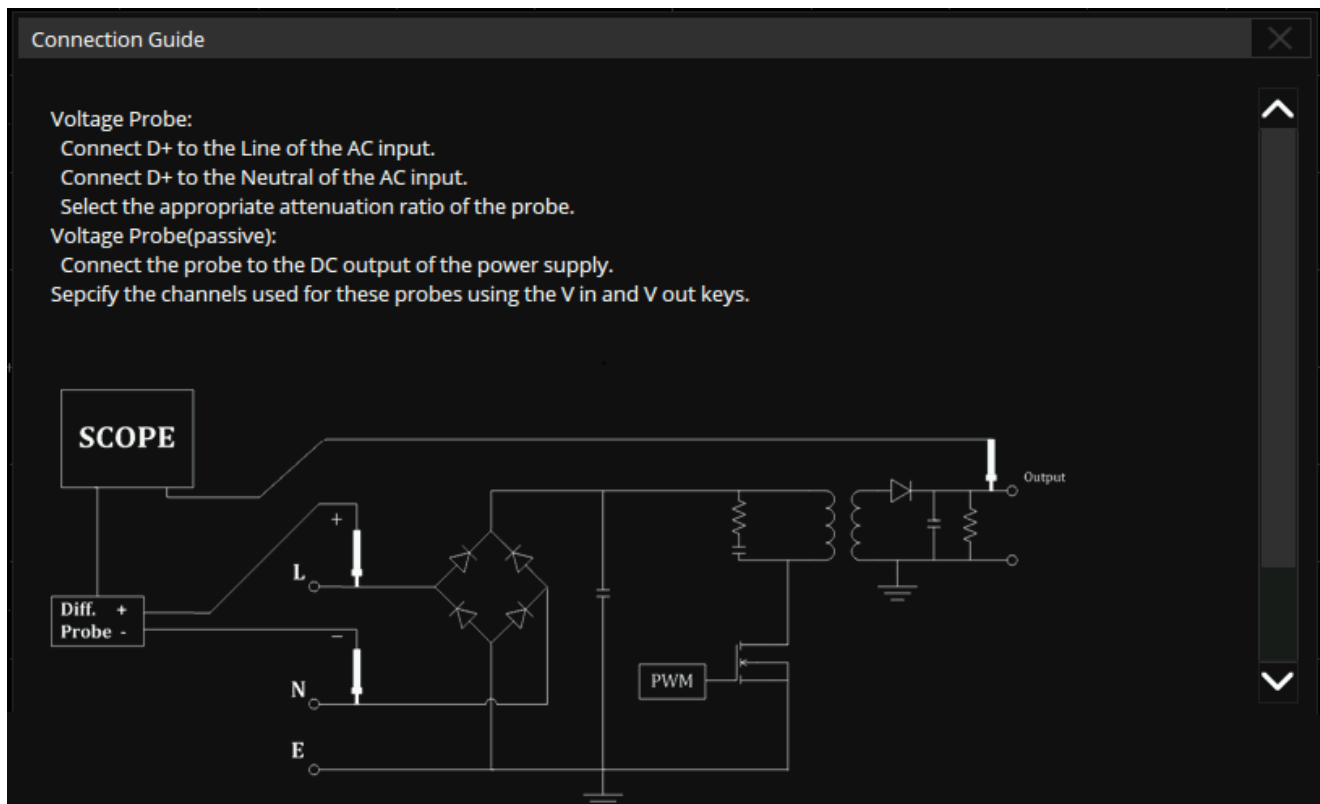 Connection Guide
Voltage Probe:
Connect D+ to the Line of the AC input.
Connect D+ to the Neutral of the AC input.
Select the appropriate attenuation ratio of the probe.
Voltage Probe(passive):
Connect the probe to the DC output of the power supply.
Sepcify the channels used for these probes using the V in and V out keys.
SCOPE
Output
+
L
Diff. +
Probe -
−
N
PWM
E